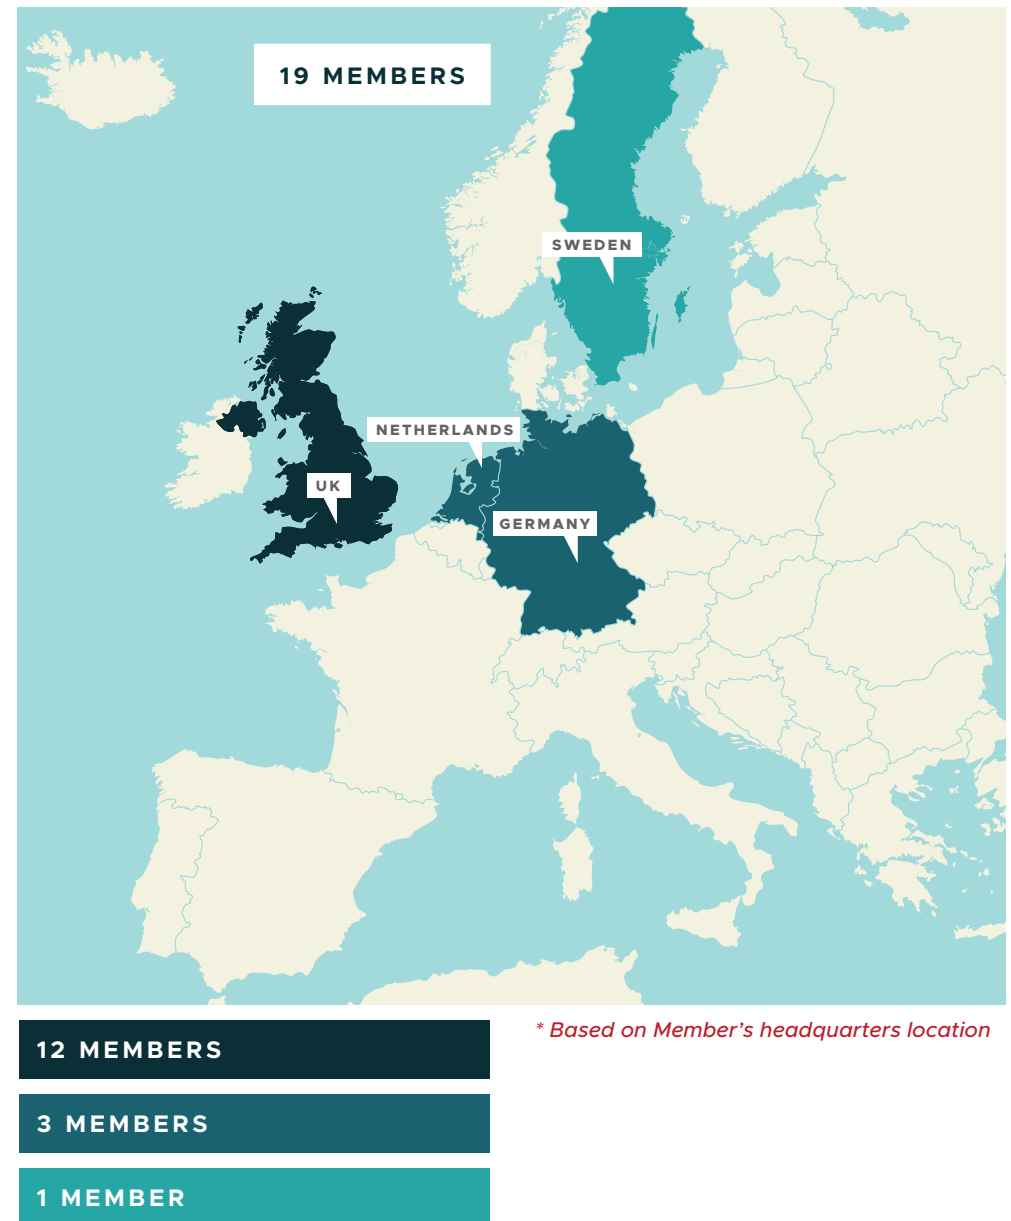 19 MEMBERS
SWEDEN
NETHERLANDS
UK
GERMANY
* Based on Member’s headquarters location
12 MEMBERS
3 MEMBERS
1 MEMBER